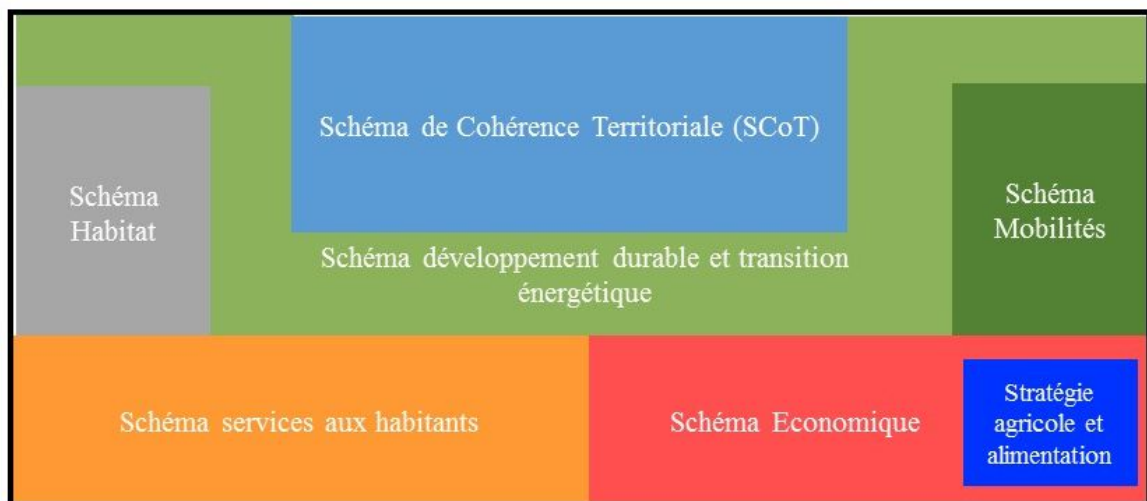 Schéma de Cohérence Territoriale (SCoT)
Schéma
Habitat
Schéma
Mobilités
Schéma développement durable et transition
énergétique
Schéma services aux habitants
Schéma Economique
Stratégie
agricole et
alimentation